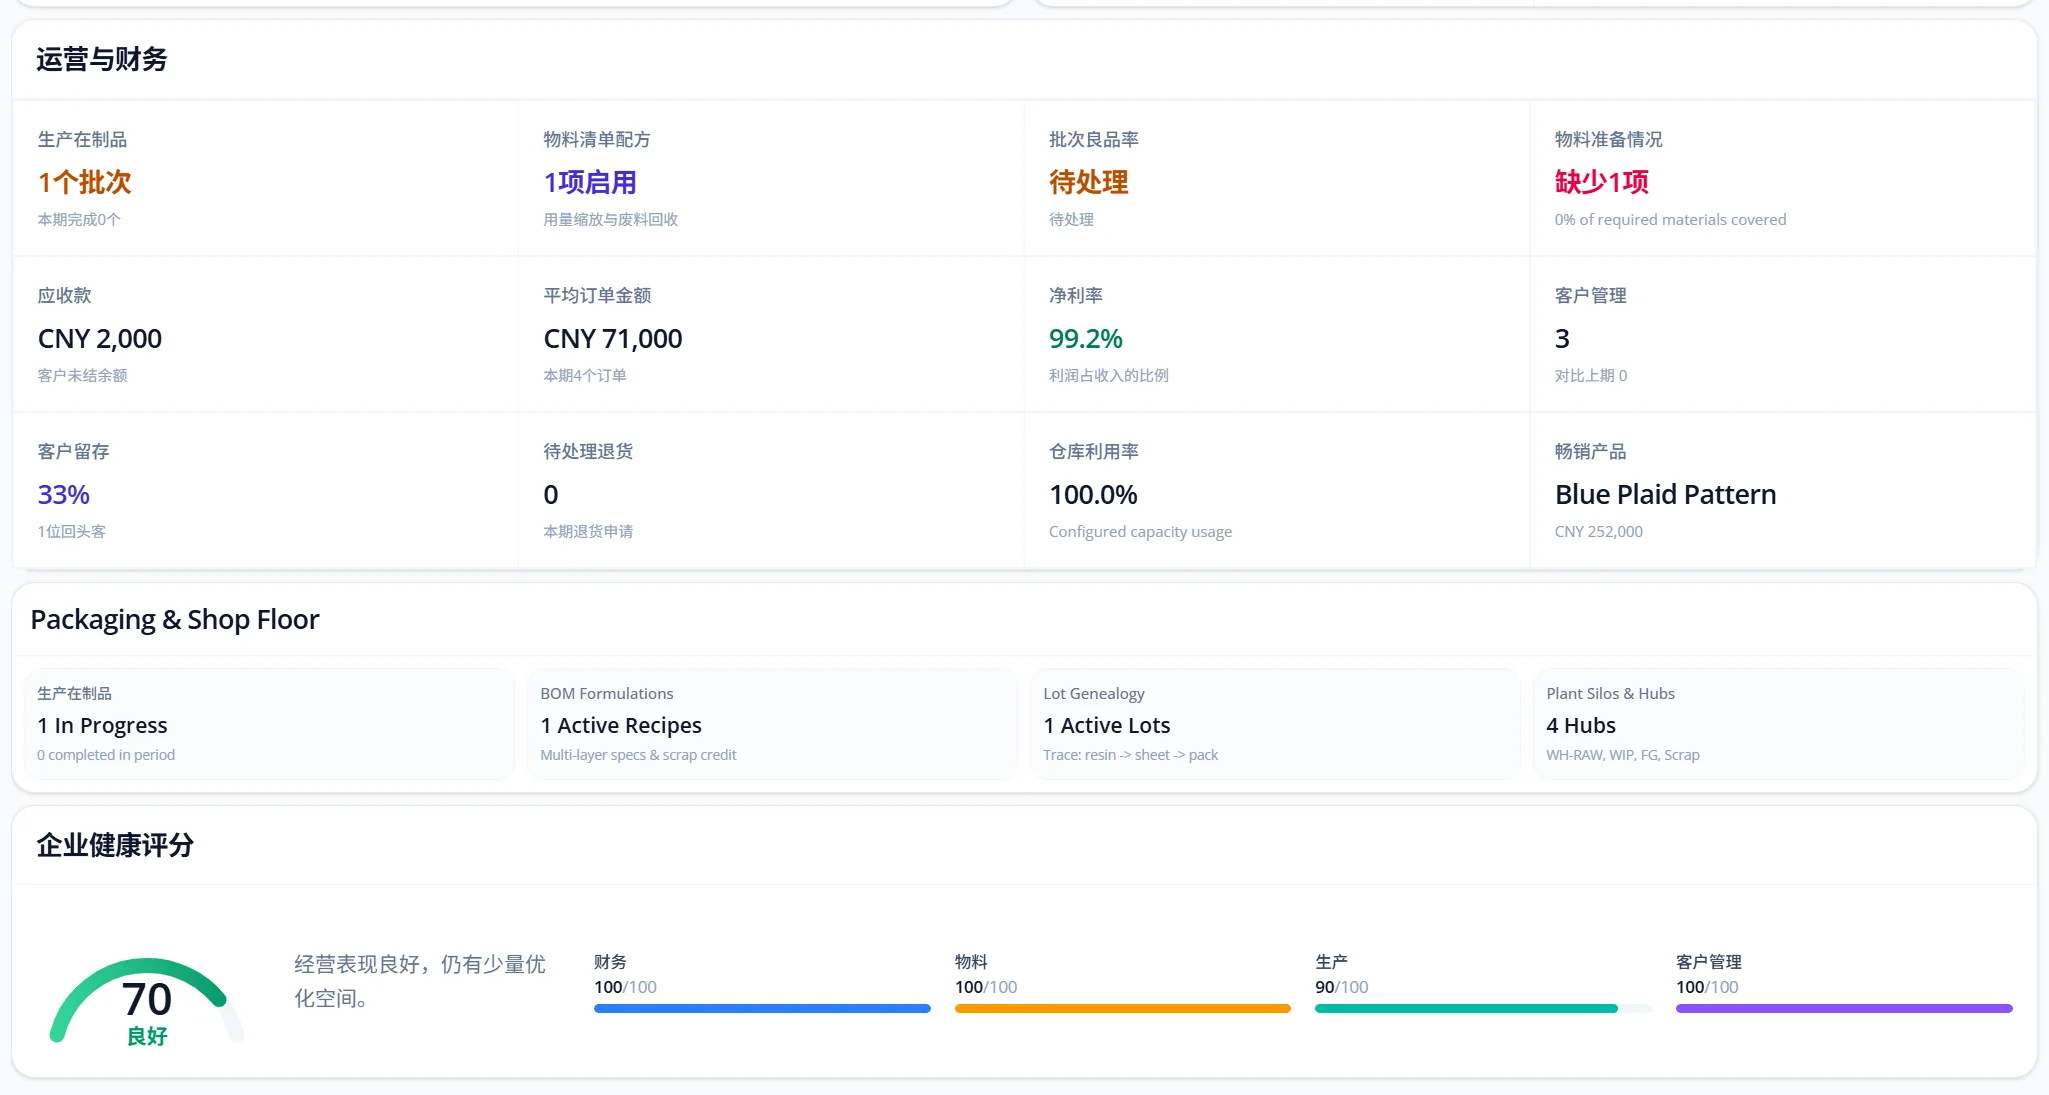 运营与财务
生产在制品
1个批次
本期完成0个
物料清单配方
1项启用
用量缩放与废料回收
批次良品率
待处理
待处理
物料准备情况
缺少1项
0% of required materials covered
应收款
CNY 2,000
客户未结余额
平均订单金额
CNY 71,000
本期4个订单
净利率
99.2%
利润占收入的比例
客户管理
3
对比上期 0
客户留存
33%
1位回头客
待处理退货
0
本期退货申请
仓库利用率
100.0%
Configured capacity usage
畅销产品
Blue Plaid Pattern
CNY 252,000
Packaging & Shop Floor
生产在制品
1 In Progress
0 completed in period
BOM Formulations
1 Active Recipes
Multi-layer specs & scrap credit
Lot Genealogy
1 Active Lots
Trace: resin -> sheet -> pack
Plant Silos & Hubs
4 Hubs
WH-RAW, WIP, FG, Scrap
企业健康评分
70
良好
经营表现良好，仍有少量优
化空间。
财务
100/100
物料
100/100
生产
90/100
客户管理
100/100